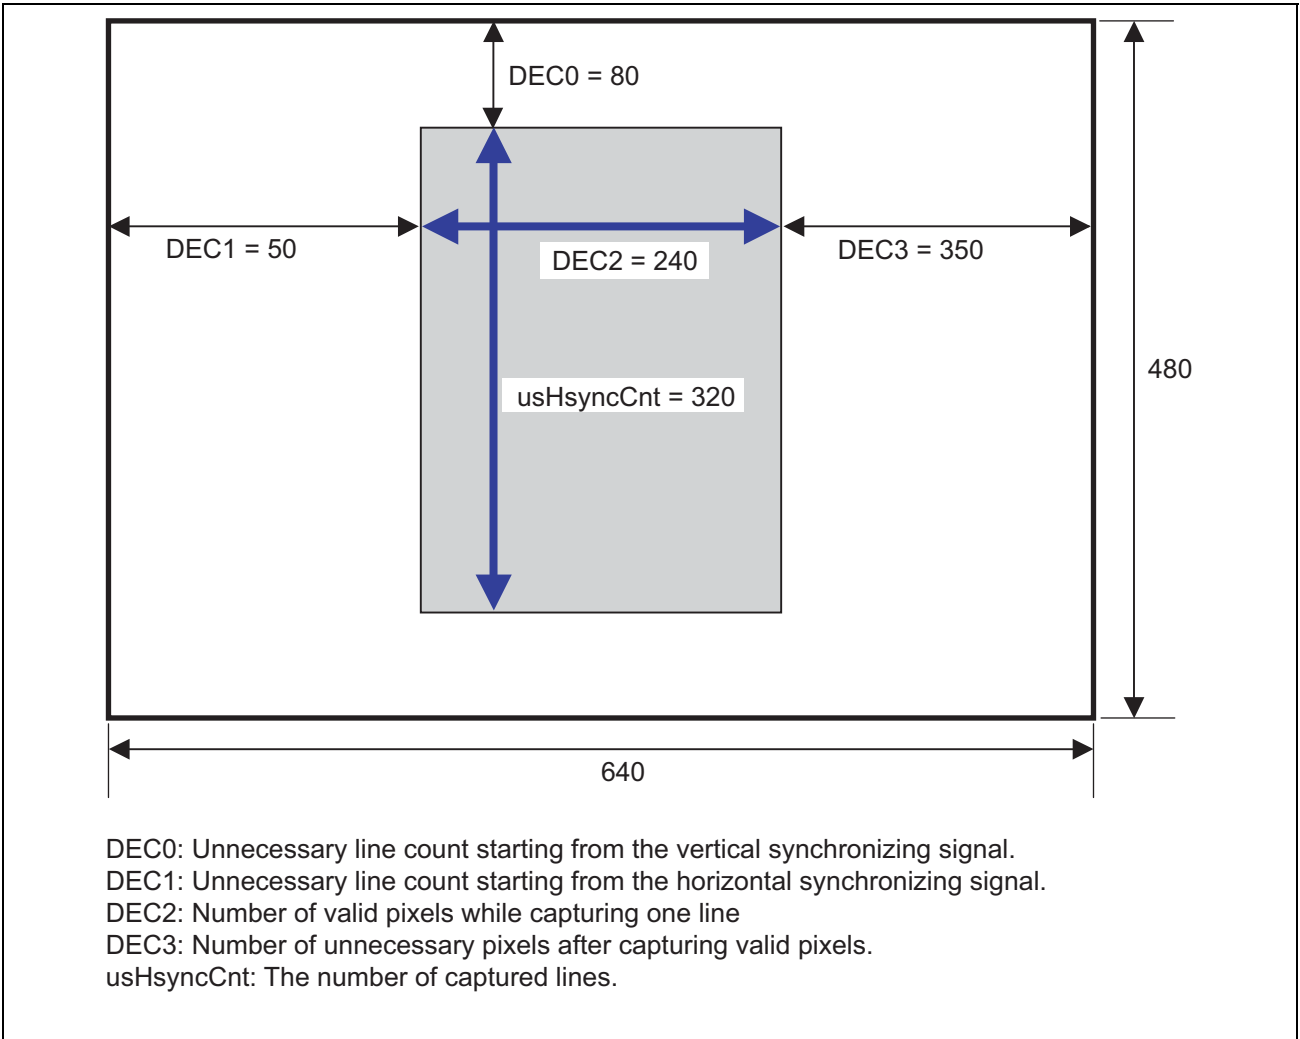 DEC0 = 80
DEC1 = 50
DEC2 = 240
DEC3 = 350
usHsyncCnt = 320
480
640
DEC0: Unnecessary line count starting from the vertical synchronizing signal.
DEC1: Unnecessary line count starting from the horizontal synchronizing signal.
DEC2: Number of valid pixels while capturing one line
DEC3: Number of unnecessary pixels after capturing valid pixels.
usHsyncCnt: The number of captured lines.